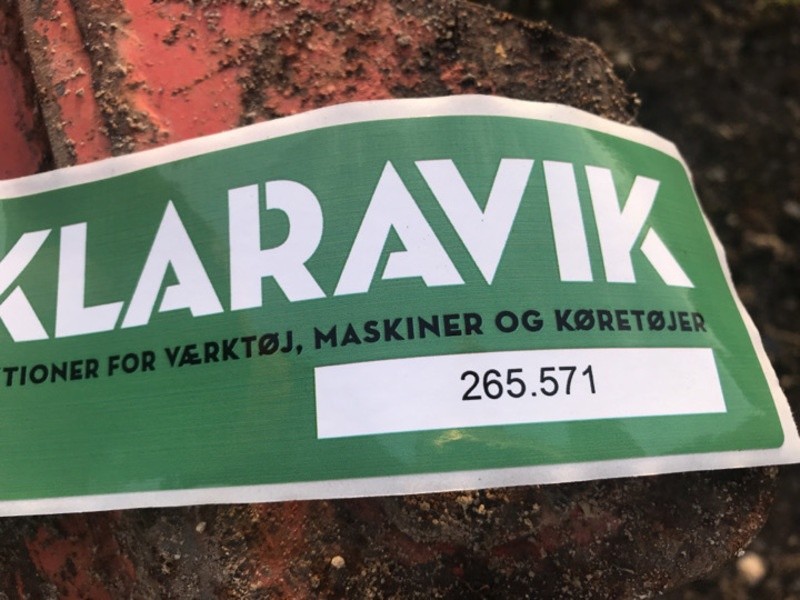 KLARAVIK
TIONER FOR VÆRKTØJ, MASKINER OG KØRETØJER
265.571